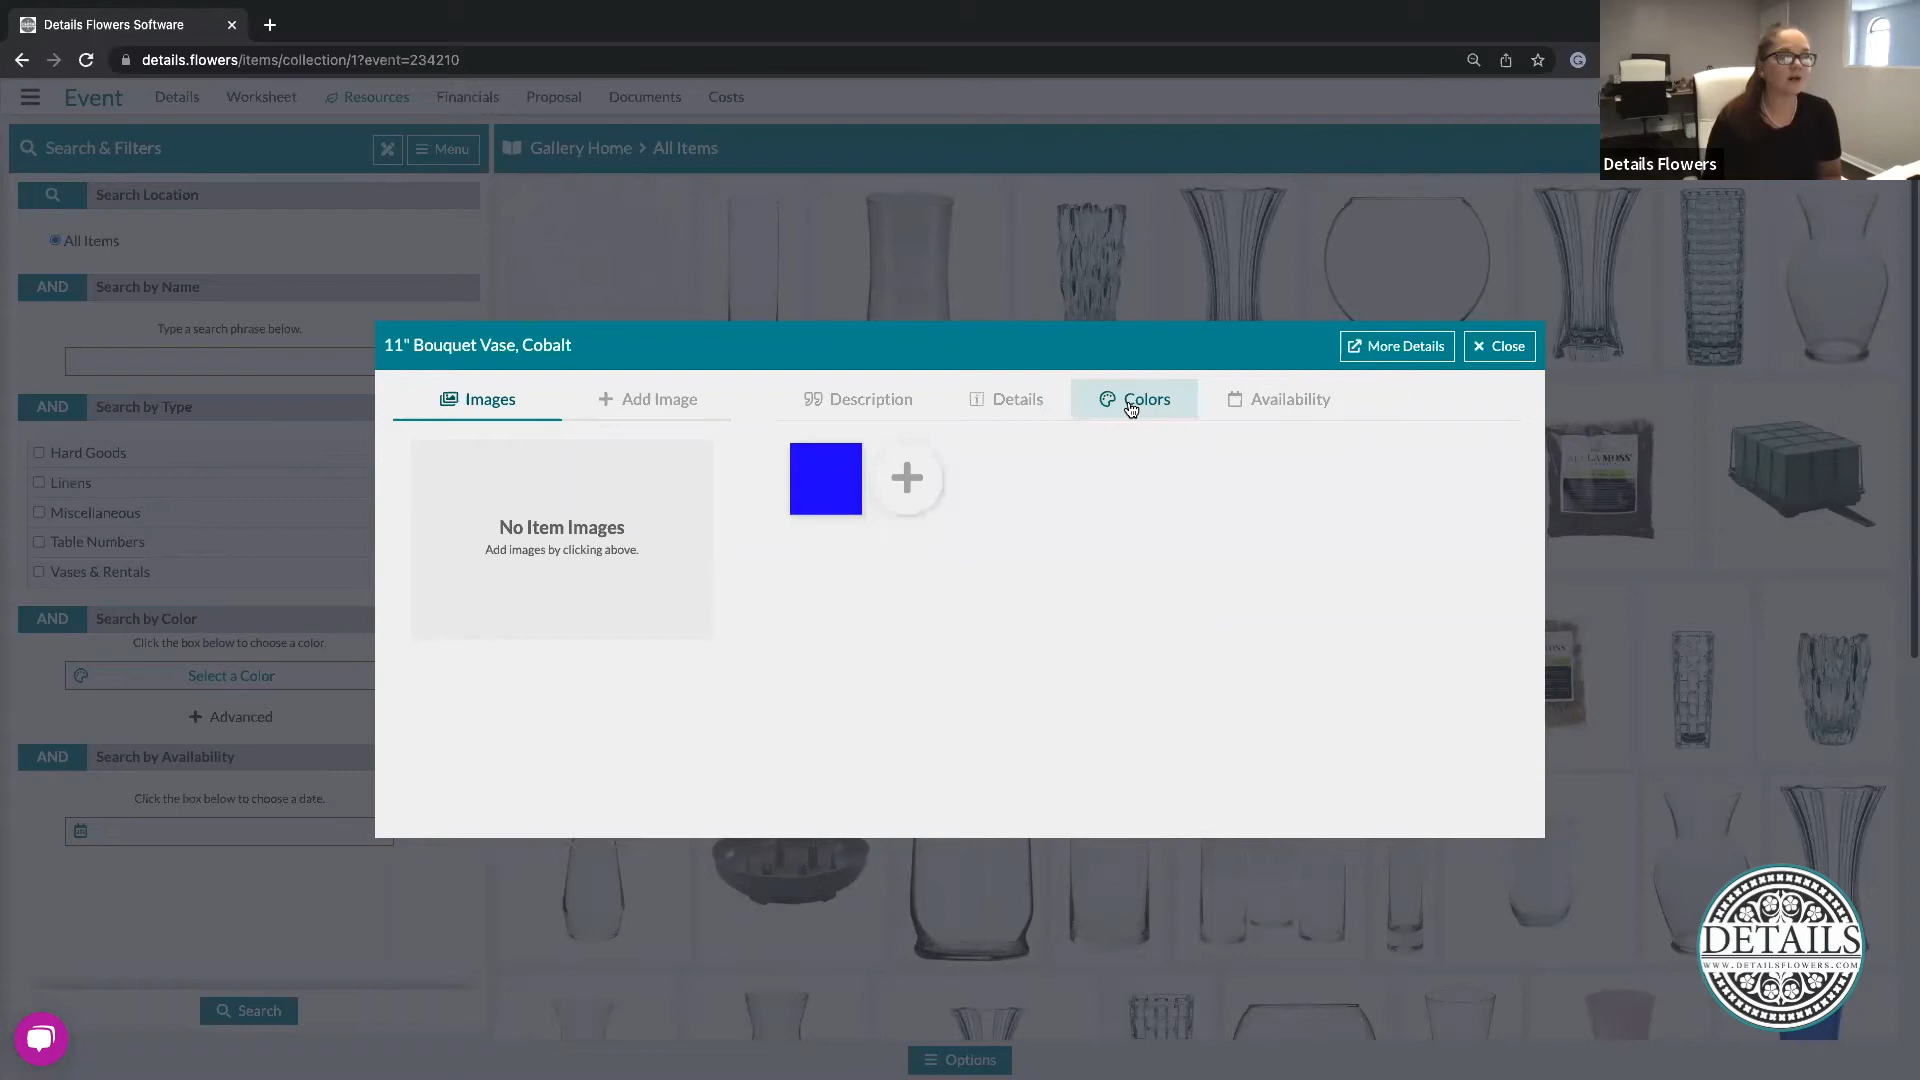 Details Flowers Software
details.flowers/items/collection/1?event=234210
Event
Details
Worksheet
Resources
Financials
Proposal
Documents
Costs
Details Flowers
Search & Filters
Menu
Gallery Home > All Items
Search Location
All Items
AND
Search by Name
Type a search phrase below.
AND
Search by Type
Hard Goods
Linens
Miscellaneous
Table Numbers
Vases & Rentals
AND
Search by Color
Click the box below to choose a color
Select a Color
+ Advanced
AND
Search by Availability
Click the box below to choose a date.
Search
11" Bouquet Vase, Cobalt
More Details
Close
Images
Add Image
Description
Details
Colors
Availability
No Item Images
Add images by clicking above.
Options
DETAILS
WWW.DETAILSFLOWERS.COM